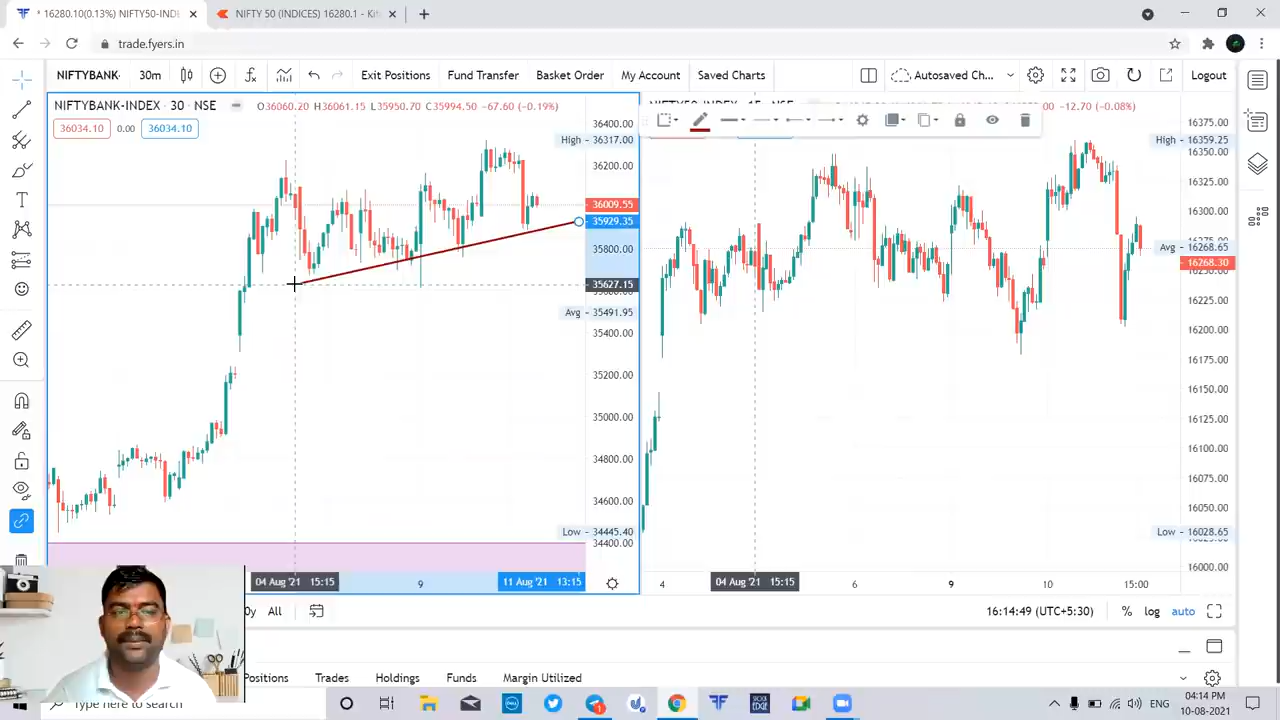 * 16280.10(0.13%) NIFTY50-IND
NIFTY 50 (INDICES) 16280.1 - Kit
trade.fyers.in
NIFTYBANK-
30m
Exit Positions
Fund Transfer
Basket Order
My Account
Saved Charts
Autosaved Ch...
Logout
NIFTYBANK-INDEX · 30 · NSE
O36060.20 H36061.15 L35950.70 C35994.50 -67.60 (-0.19%)
36034.10
0.00
36034.10
-12.70 (-0.08%)
36400.00
High - 36317.00
36200.00
36009.55
35929.35
35800.00
35627.15
Avg - 35491.95
35400.00
35200.00
35000.00
34800.00
34600.00
Low - 34445.40
34400.00
16375.00
High - 16359.25
16350.00
16325.00
16300.00
Avg - 16268.65
16268.30
16225.00
16200.00
16175.00
16150.00
16125.00
16100.00
16075.00
16050.00
Low - 16028.65
16000.00
04 Aug '21 15:15
9
11 Aug '21 13:15
4
04 Aug '21 15:15
6
9
10
15:00
All
16:14:49 (UTC+5:30)
%
log
auto
Trades
Holdings
Funds
Margin Utilized
Type here to search
ENG
04:14 PM
10-08-2021